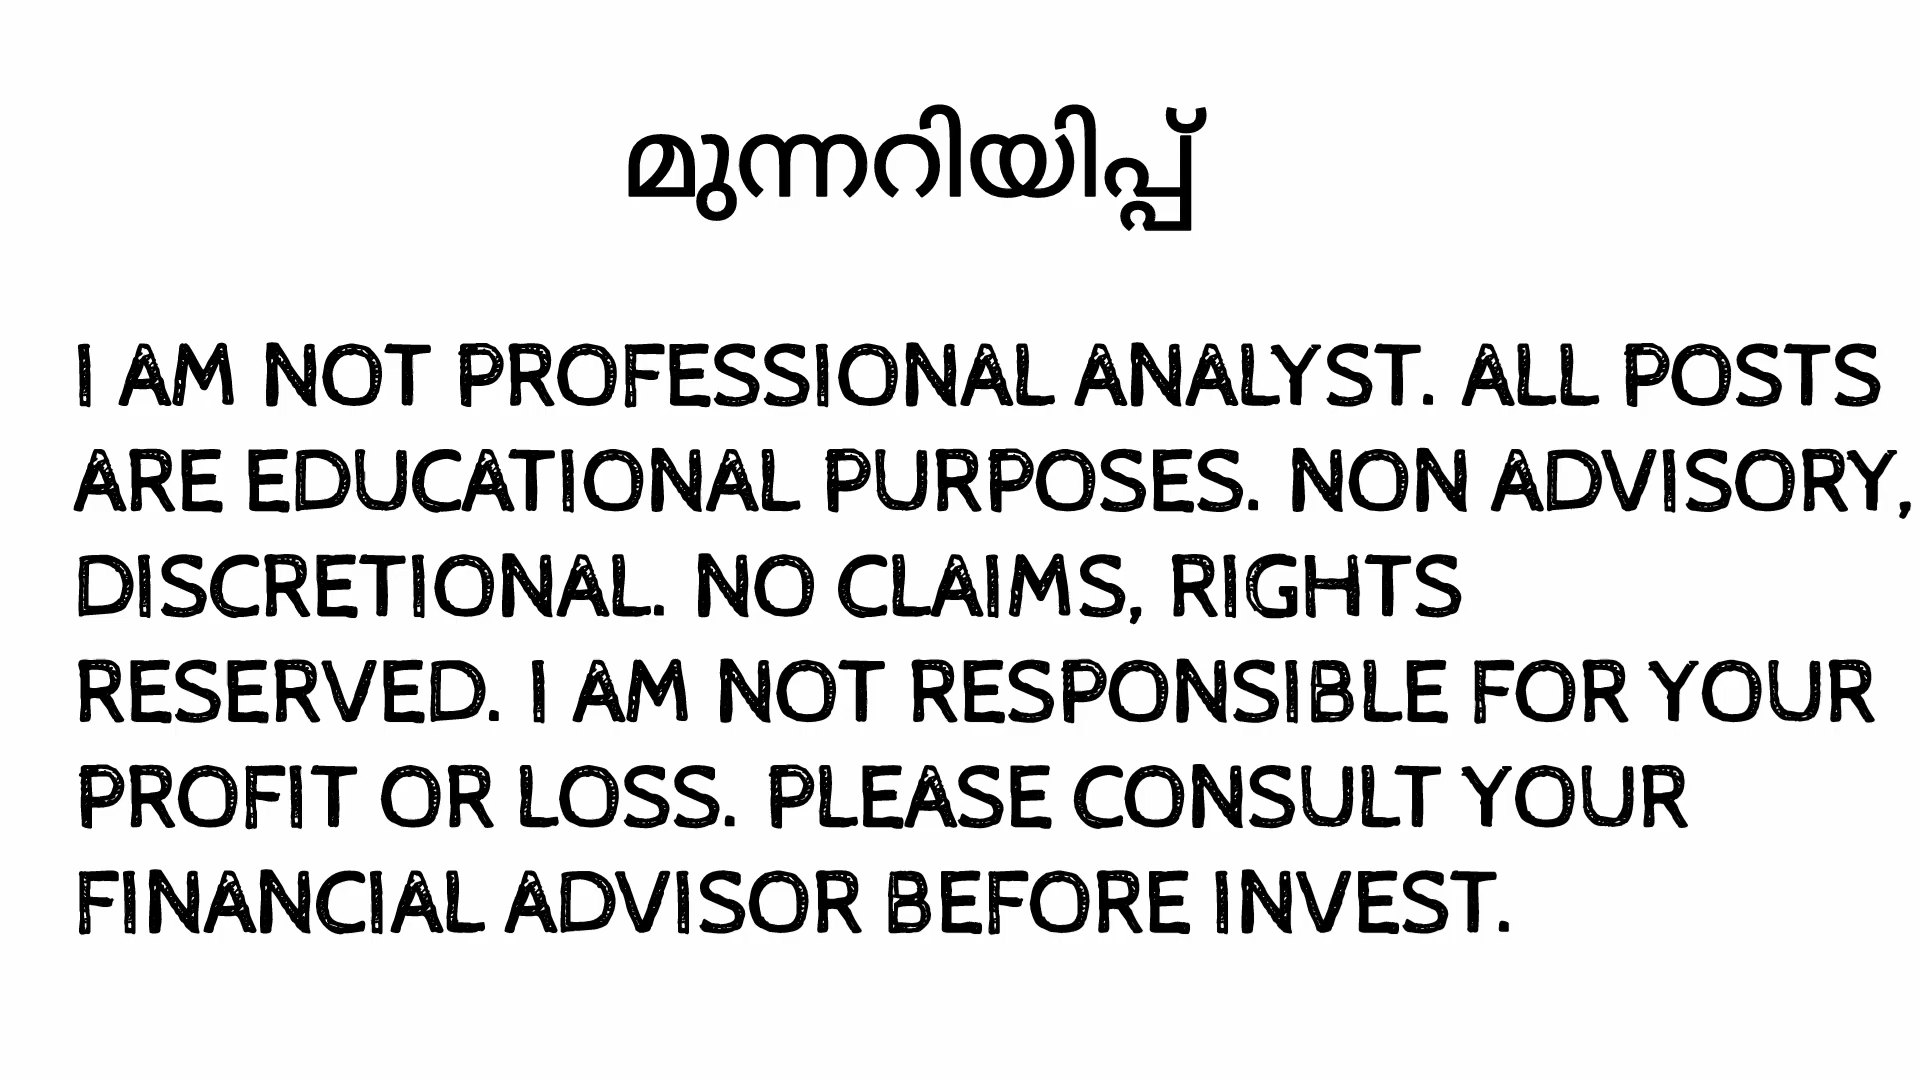 മുന്നറിയിപ്പ്
I AM NOT PROFESSIONAL ANALYST. ALL POSTS
ARE EDUCATIONAL PURPOSES. NON ADVISORY,
DISCRETIONAL. NO CLAIMS, RIGHTS
RESERVED. I AM NOT RESPONSIBLE FOR YOUR
PROFIT OR LOSS. PLEASE CONSULT YOUR
FINANCIAL ADVISOR BEFORE INVEST.